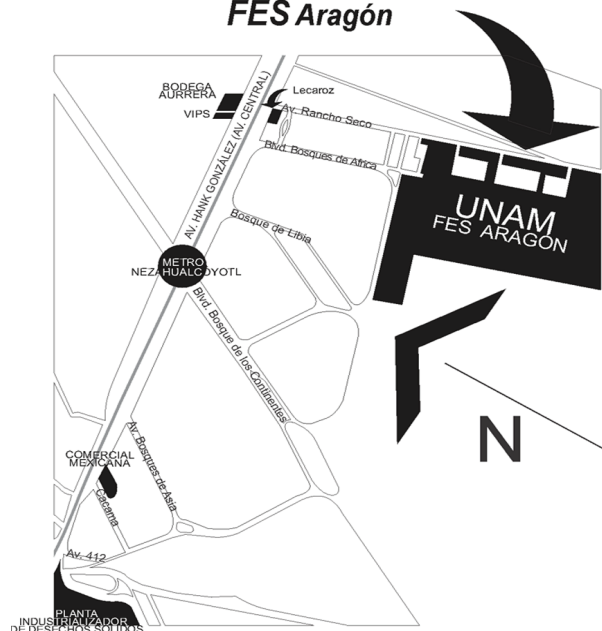 FES Aragón
BODEGA
AURRERA
VIPS
Lecaroz
AV. HANK GONZÁLEZ (AV. CENTRAL)
Av. Rancho Seco
Blvd. Bosques de Africa
UNAM
FES ARAGÓN
Bosque de Libia
METRO
NEZAHUALCOYOTL
Blvd. Bosque de los Continentes
N
Av. Bosques de Asia
COMERCIAL
MEXICANA
Cacama
Av. 412
PLANTA
INDUSTRIALIZADOR
DE DESECHOS SOLIDOS